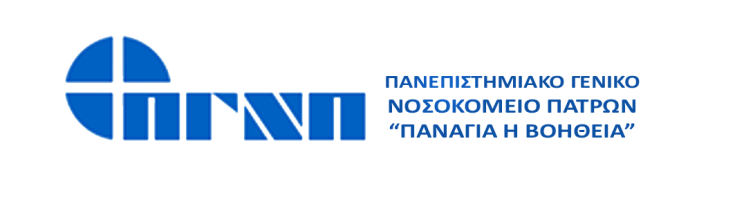 ΠΓΝΠ
ΠΑΝΕΠΙΣΤΗΜΙΑΚΟ ΓΕΝΙΚΟ
ΝΟΣΟΚΟΜΕΙΟ ΠΑΤΡΩΝ
“ΠΑΝΑΓΙΑ Η ΒΟΗΘΕΙΑ”